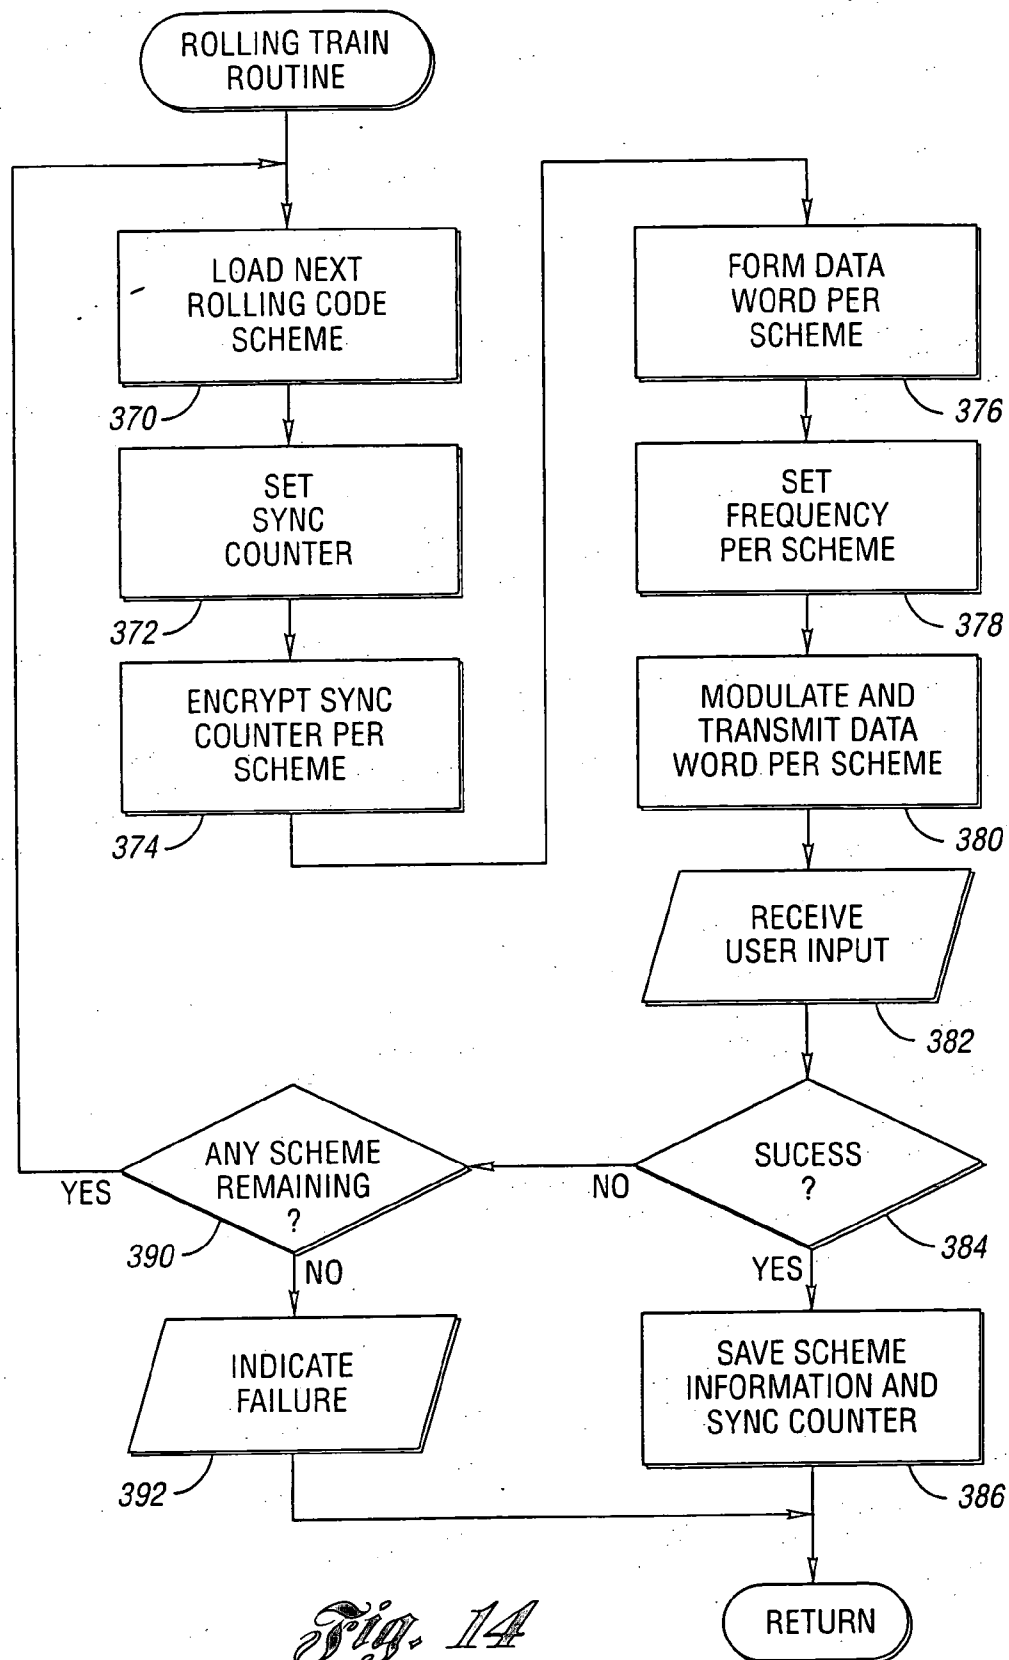 ROLLING TRAIN
ROUTINE
LOAD NEXT
ROLLING CODE
SCHEME
370
SET
SYNC
COUNTER
372
ENCRYPT SYNC
COUNTER PER
SCHEME
374
FORM DATA
WORD PER
SCHEME
376
SET
FREQUENCY
PER SCHEME
378
MODULATE AND
TRANSMIT DATA
WORD PER SCHEME
380
RECEIVE
USER INPUT
382
SUCESS
?
384
NO
YES
ANY SCHEME
REMAINING
?
390
YES
NO
INDICATE
FAILURE
392
SAVE SCHEME
INFORMATION AND
SYNC COUNTER
386
RETURN
Fig. 14